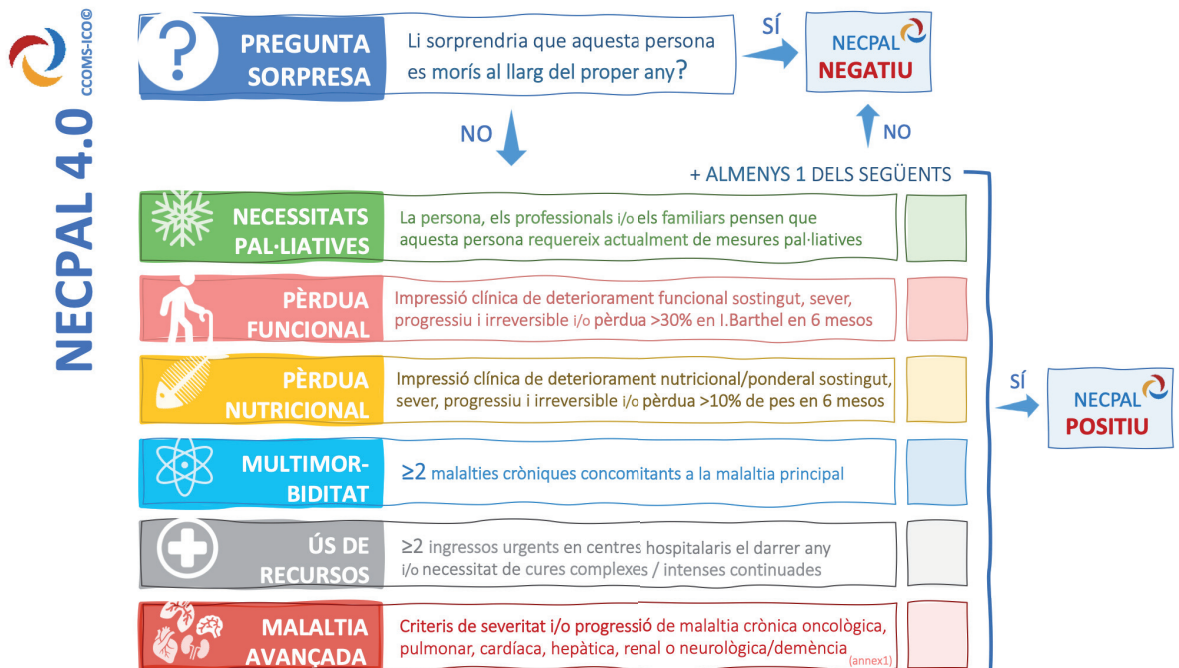 CCOMS-ICO©
NECPAL 4.0
?
PREGUNTA
SORPRESA
Li sorprendria que aquesta persona
es morís al llarg del proper any?
SÍ
NECPAL
NEGATIU
NO
NO
+ ALMENYS 1 DELS SEGÜENTS
NECESSITATS
PAL·LIATIVES
La persona, els professionals i/o els familiars pensen que
aquesta persona requereix actualment de mesures pal·liatives
PÈRDUA
FUNCIONAL
Impressió clínica de deteriorament funcional sostingut, sever,
progressiu i irreversible i/o pèrdua >30% en I.Barthel en 6 mesos
PÈRDUA
NUTRICIONAL
Impressió clínica de deteriorament nutricional/ponderal sostingut,
sever, progressiu i irreversible i/o pèrdua >10% de pes en 6 mesos
SÍ
NECPAL
POSITIU
MULTIMOR-
BIDITAT
≥2 malalties cròniques concomitants a la malaltia principal
ÚS DE
RECURSOS
≥2 ingressos urgents en centres hospitalaris el darrer any
i/o necessitat de cures complexes / intenses continuades
MALALTIA
AVANÇADA
Criteris de severitat i/o progressió de malaltia crònica oncològica,
pulmonar, cardíaca, hepàtica, renal o neurològica/demència
(annex1)